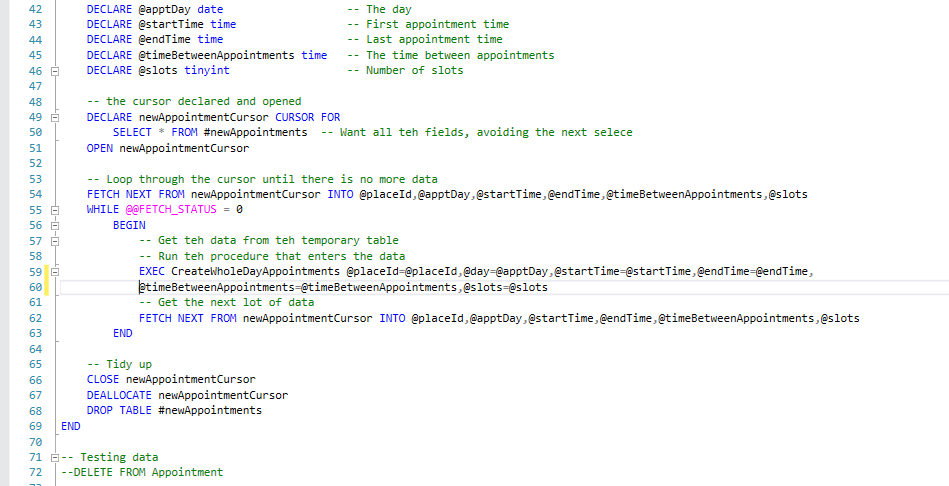 42 DECLARE @apptDay date -- The day
43 DECLARE @startTime time -- First appointment time
44 DECLARE @endTime time -- Last appointment time
45 DECLARE @timeBetweenAppointments time -- The time between appointments
46 DECLARE @slots tinyint -- Number of slots
47
48 -- the cursor declared and opened
49 DECLARE newAppointmentCursor CURSOR FOR
50 SELECT * FROM #newAppointments -- Want all teh fields, avoiding the next selece
51 OPEN newAppointmentCursor
52
53 -- Loop through the cursor until there is no more data
54 FETCH NEXT FROM newAppointmentCursor INTO @placeId,@apptDay,@startTime,@endTime,@timeBetweenAppointments,@slots
55 WHILE @@FETCH_STATUS = 0
56 BEGIN
57 -- Get teh data from teh temporary table
58 -- Run teh procedure that enters the data
59 EXEC CreateWholeDayAppointments @placeId=@placeId,@day=@apptDay,@startTime=@startTime,@endTime=@endTime,
60 @timeBetweenAppointments=@timeBetweenAppointments,@slots=@slots
61 -- Get the next lot of data
62 FETCH NEXT FROM newAppointmentCursor INTO @placeId,@apptDay,@startTime,@endTime,@timeBetweenAppointments,@slots
63 END
64
65 -- Tidy up
66 CLOSE newAppointmentCursor
67 DEALLOCATE newAppointmentCursor
68 DROP TABLE #newAppointments
69 END
70
71 -- Testing data
72 --DELETE FROM Appointment